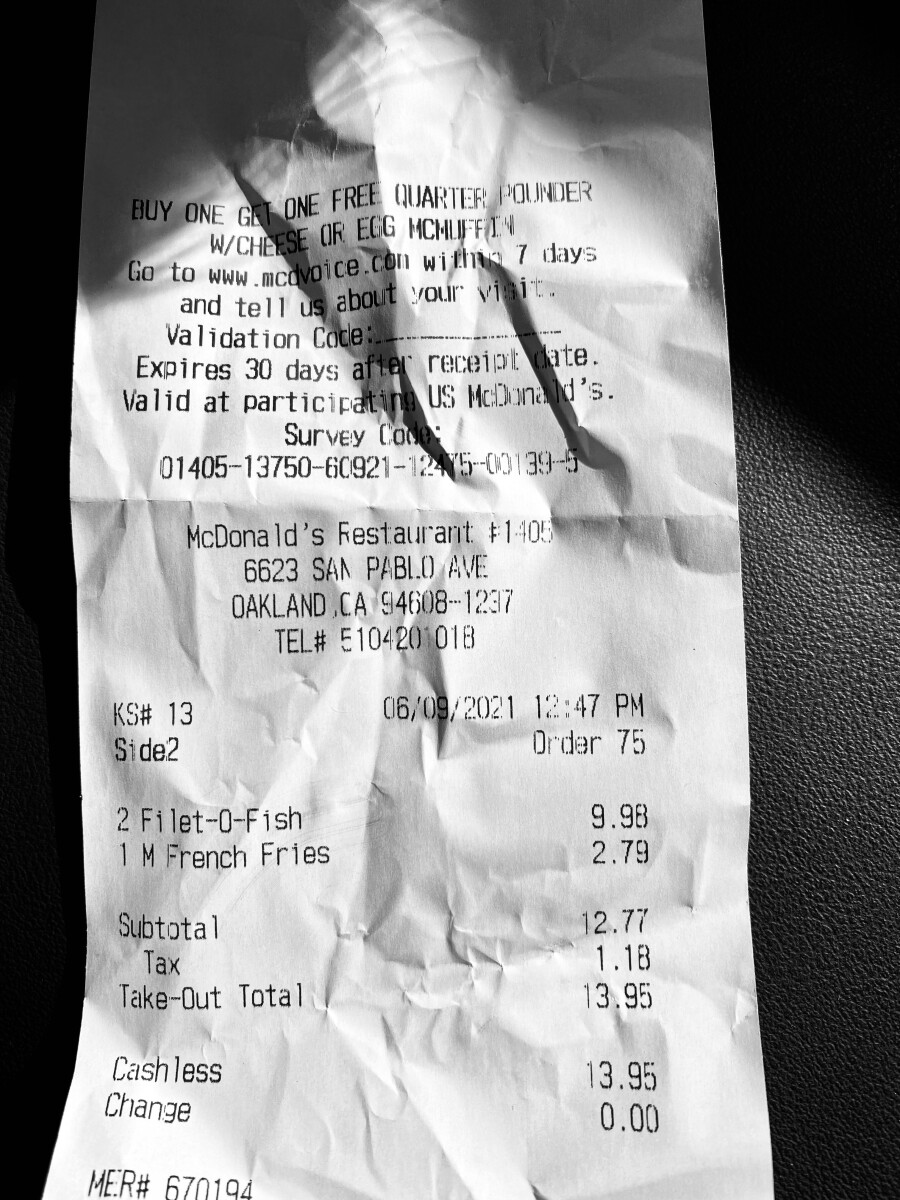 BUY ONE GET ONE FREE QUARTER POUNDER
W/CHEESE OR EGG MCMUFFIN
Go to www.mcdvoice.com within 7 days
and tell us about your visit.
Validation Code:
Expires 30 days after receipt date.
Valid at participating US McDonald's.
Survey Code:
01405-13750-60921-12475-00139-5
McDonald's Restaurant #1405
6623 SAN PABLO AVE
OAKLAND ,CA 94608-1237
TEL# 5104201018
KS# 13 06/09/2021 12:47 PM
Side2 Order 75
2 Filet-O-Fish 9.98
1 M French Fries 2.79
Subtotal 12.77
Tax 1.18
Take-Out Total 13.95
Cashless 13.95
Change 0.00
MER# 670194